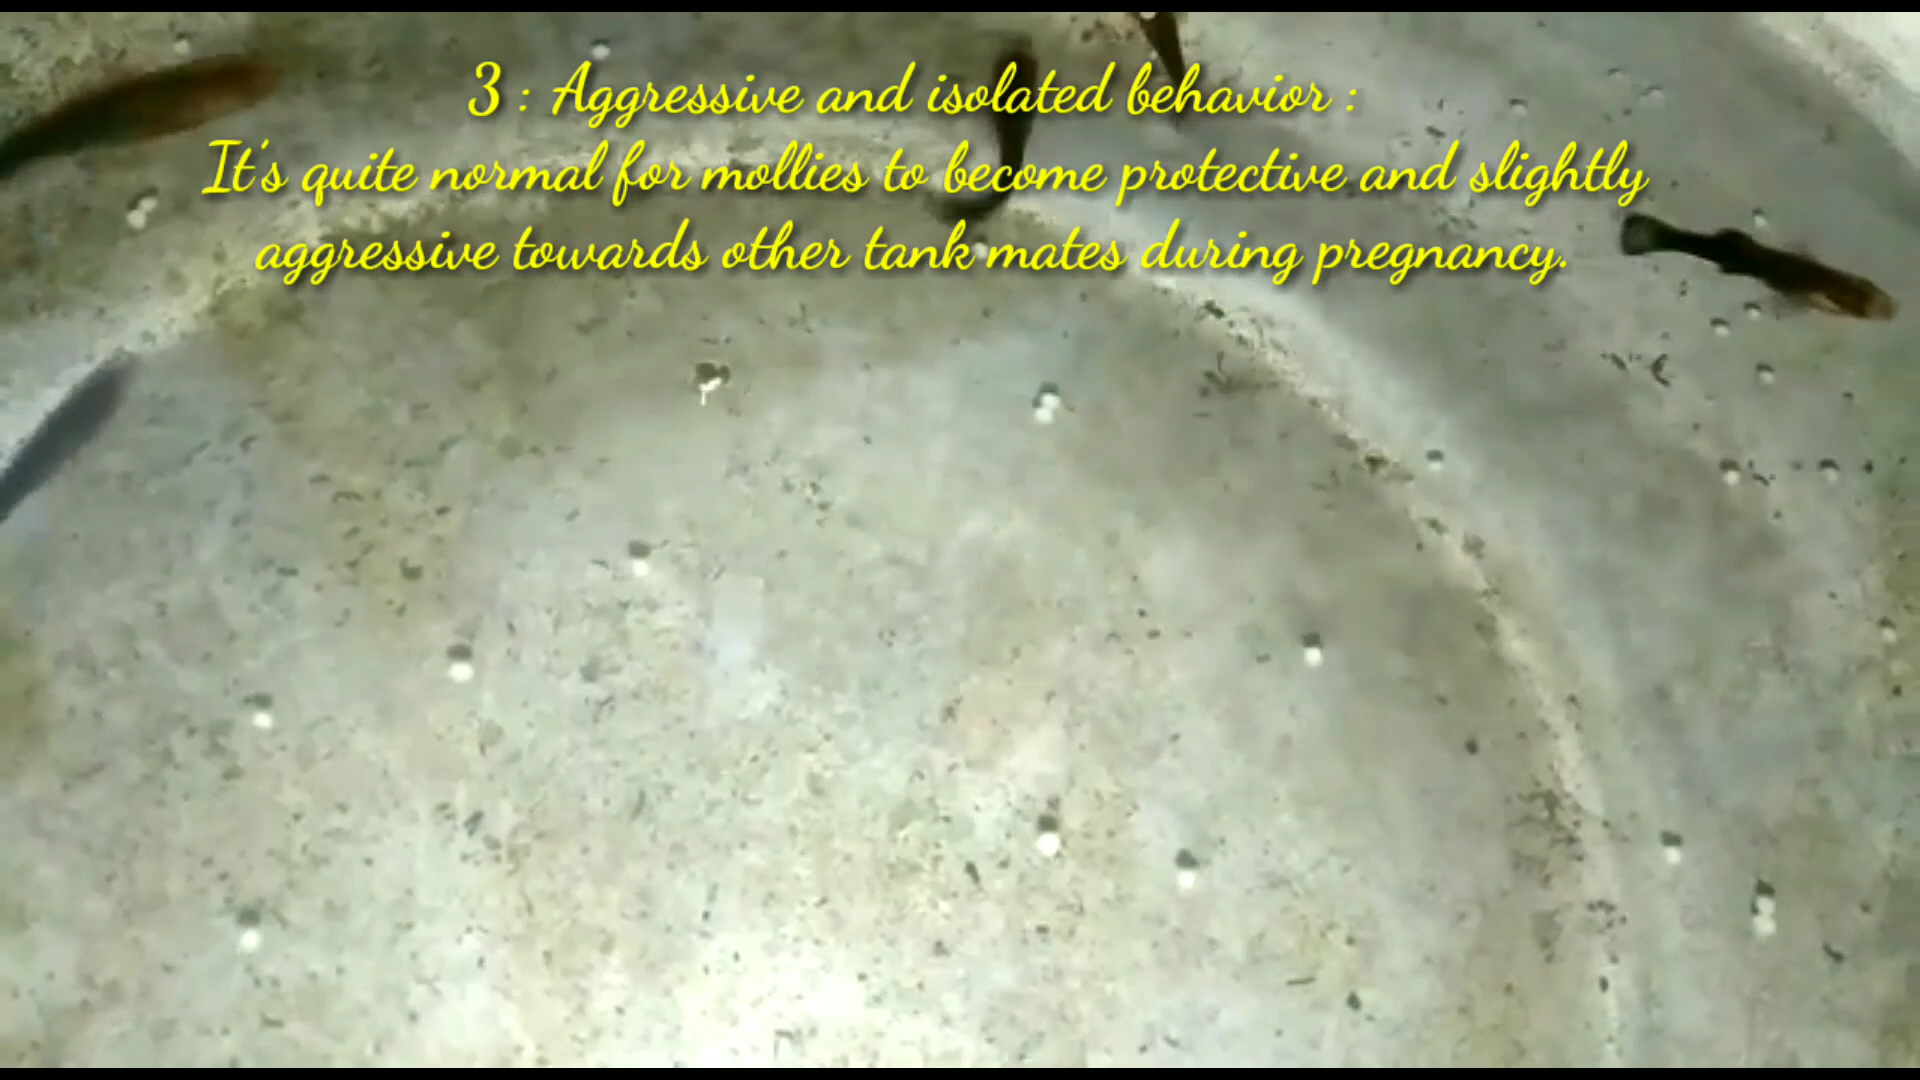 3 : Aggressive and isolated behavior :
It's quite normal for mollies to become protective and slightly
aggressive towards other tank mates during pregnancy.